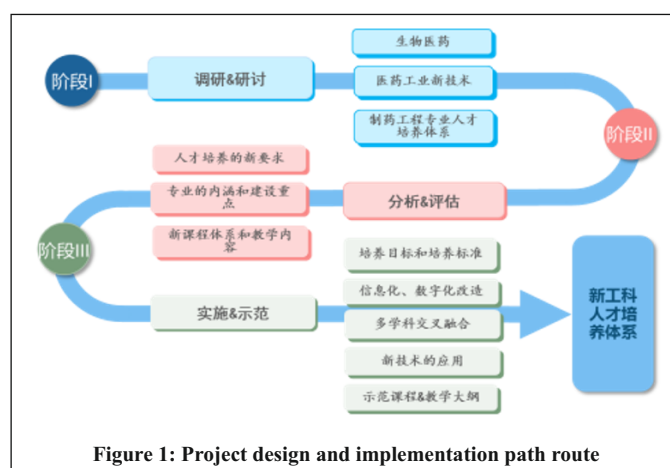 阶段I
调研&研讨
生物医药
医药工业新技术
制药工程专业人才
培养体系
阶段II
人才培养的新要求
专业的内涵和建设重
点
新课程体系和教学内
容
分析&评估
阶段III
实施&示范
培养目标和培养标准
信息化、数字化改造
多学科交叉融合
新技术的应用
示范课程&教学大纲
新工科
人才培
养体系
Figure 1: Project design and implementation path route